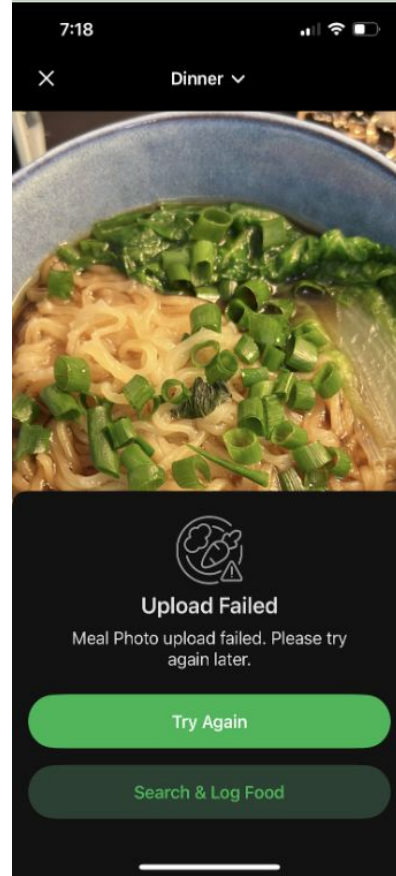 7:18
Dinner
Upload Failed
Meal Photo upload failed. Please try
again later.
Try Again
Search & Log Food